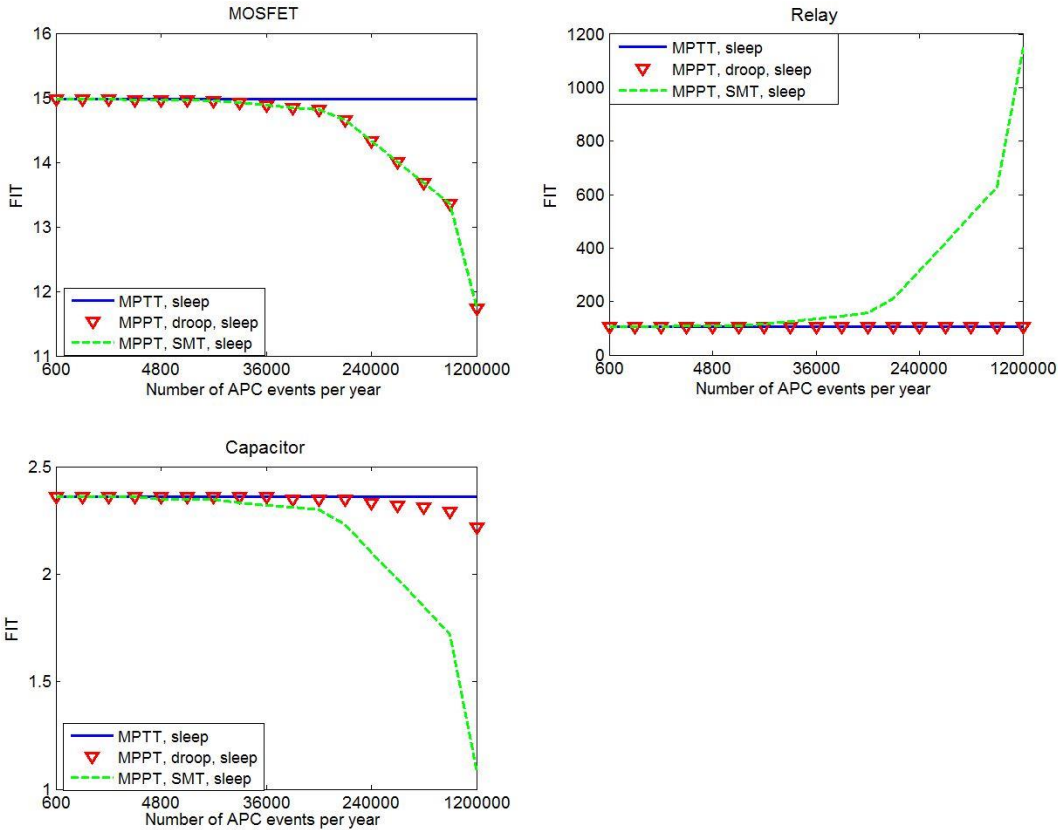 MOSFET
16
15
14
13
12
11
FIT
MPTT, sleep
MPPT, droop, sleep
MPPT, SMT, sleep
600
4800
36000
240000
1200000
Number of APC events per year
Relay
1200
1000
800
600
400
200
0
FIT
MPTT, sleep
MPPT, droop, sleep
MPPT, SMT, sleep
600
4800
36000
240000
1200000
Number of APC events per year
Capacitor
2.5
2
1.5
1
FIT
MPTT, sleep
MPPT, droop, sleep
MPPT, SMT, sleep
600
4800
36000
240000
1200000
Number of APC events per year